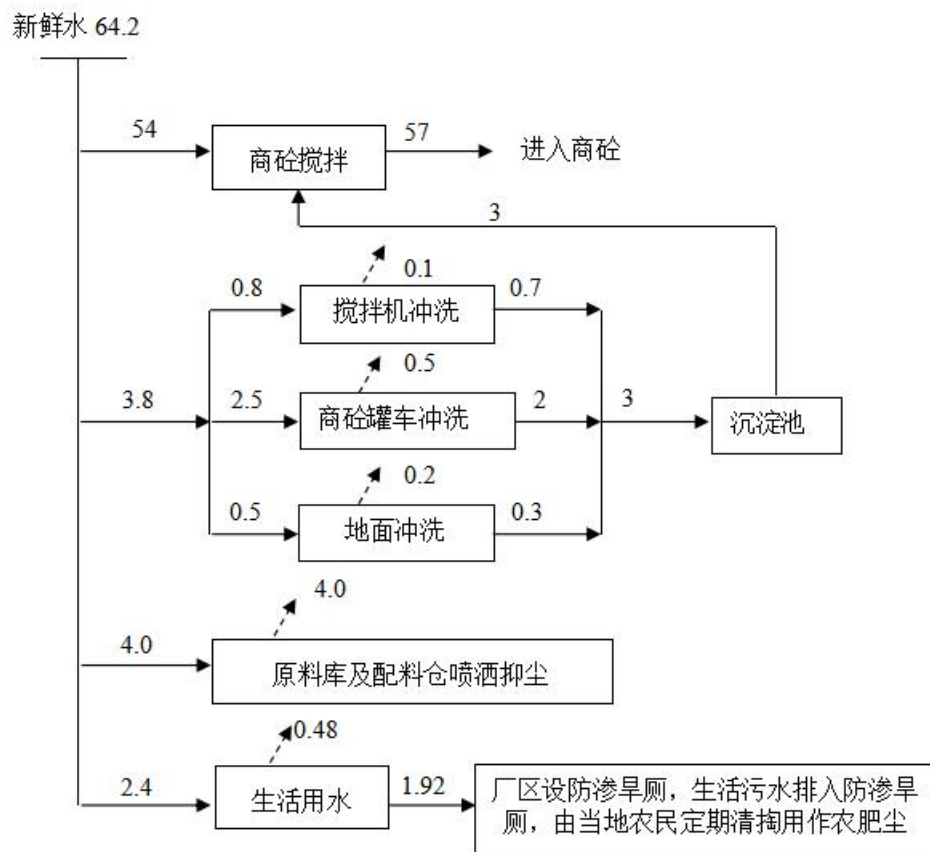 新鲜水 64.2
54
商砼搅拌
57
进入商砼
3
0.1
0.8
搅拌机冲洗
0.7
0.5
3.8
2.5
商砼罐车冲洗
2
3
沉淀池
0.2
0.5
地面冲洗
0.3
4.0
4.0
原料库及配料仓喷洒抑尘
0.48
2.4
生活用水
1.92
厂区设防渗旱厕，生活污水排入防渗旱
厕，由当地农民定期清掏用作农肥尘